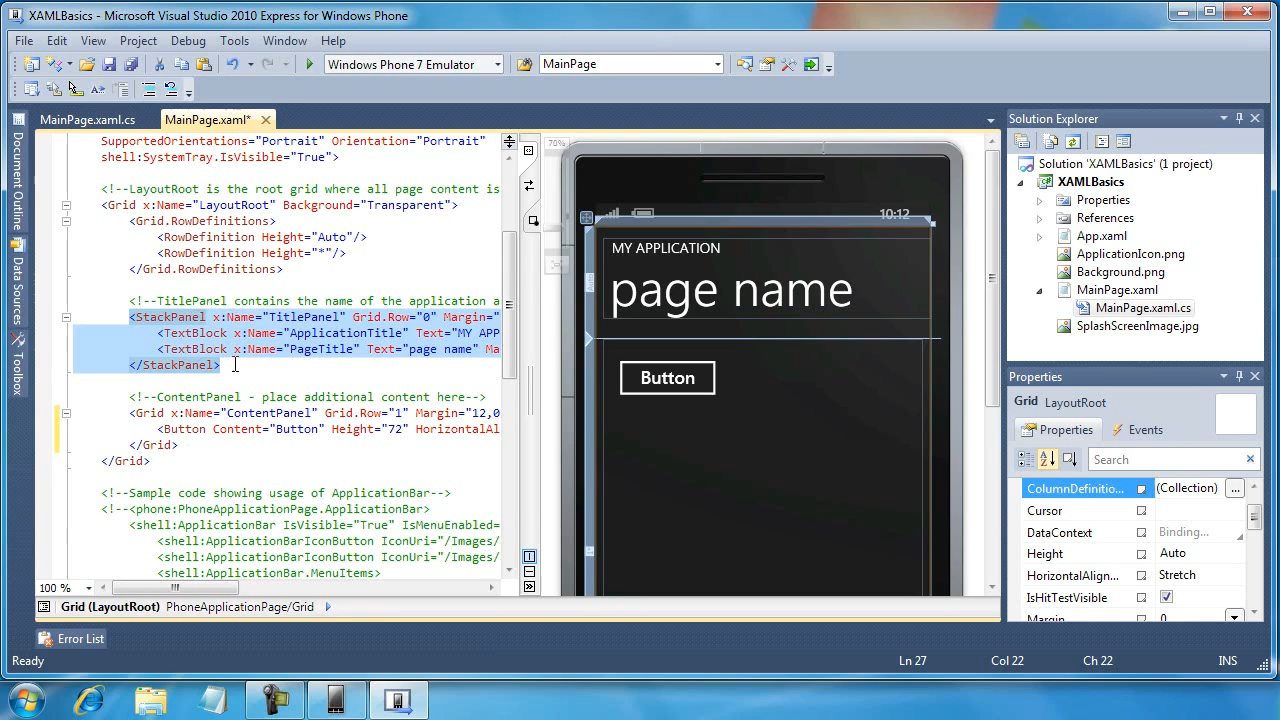 XAMLBasics - Microsoft Visual Studio 2010 Express for Windows Phone
File Edit View Project Debug Tools Window Help
Windows Phone 7 Emulator MainPage
MainPage.xaml.cs MainPage.xaml*
Document Outline
Data Sources
Toolbox
SupportedOrientations="Portrait" Orientation="Portrait"
shell:SystemTray.IsVisible="True">
<!--LayoutRoot is the root grid where all page content is
<Grid x:Name="LayoutRoot" Background="Transparent">
<Grid.RowDefinitions>
<RowDefinition Height="Auto"/>
<RowDefinition Height="*"/>
</Grid.RowDefinitions>
<!--TitlePanel contains the name of the application a
<StackPanel x:Name="TitlePanel" Grid.Row="0" Margin="
<TextBlock x:Name="ApplicationTitle" Text="MY APP
<TextBlock x:Name="PageTitle" Text="page name" Ma
</StackPanel>
<!--ContentPanel - place additional content here-->
<Grid x:Name="ContentPanel" Grid.Row="1" Margin="12,0
<Button Content="Button" Height="72" HorizontalAl
</Grid>
</Grid>
<!--Sample code showing usage of ApplicationBar-->
<!--<phone:PhoneApplicationPage.ApplicationBar>
<shell:ApplicationBar IsVisible="True" IsMenuEnabled=
<shell:ApplicationBarIconButton IconUri="/Images/
<shell:ApplicationBarIconButton IconUri="/Images/
<shell:ApplicationBar.MenuItems>
100 %
Grid (LayoutRoot) PhoneApplicationPage/Grid
70%
10:12
MY APPLICATION
page name
Auto
Button
Solution Explorer
Solution 'XAMLBasics' (1 project)
XAMLBasics
Properties
References
App.xaml
ApplicationIcon.png
Background.png
MainPage.xaml
MainPage.xaml.cs
SplashScreenImage.jpg
Properties
Grid LayoutRoot
Properties Events
Search
ColumnDefinitio... (Collection) ...
Cursor
DataContext Binding...
Height Auto
HorizontalAlign... Stretch
IsHitTestVisible
Margin 0
Error List
Ready Ln 27 Col 22 Ch 22 INS